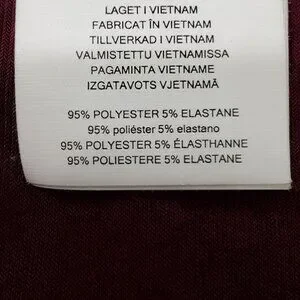 LAGET I VIETNAM
FABRICAT ÎN VIETNAM
TILLVERKAD I VIETNAM
VALMISTETTU VIETNAMISSA
PAGAMINTA VIETNAME
IZGATAVOTS VJETNAMĀ
95% POLYESTER 5% ELASTANE
95% poliéster 5% elastano
95% POLYESTER 5% ÉLASTHANNE
95% POLIESTERE 5% ELASTANE